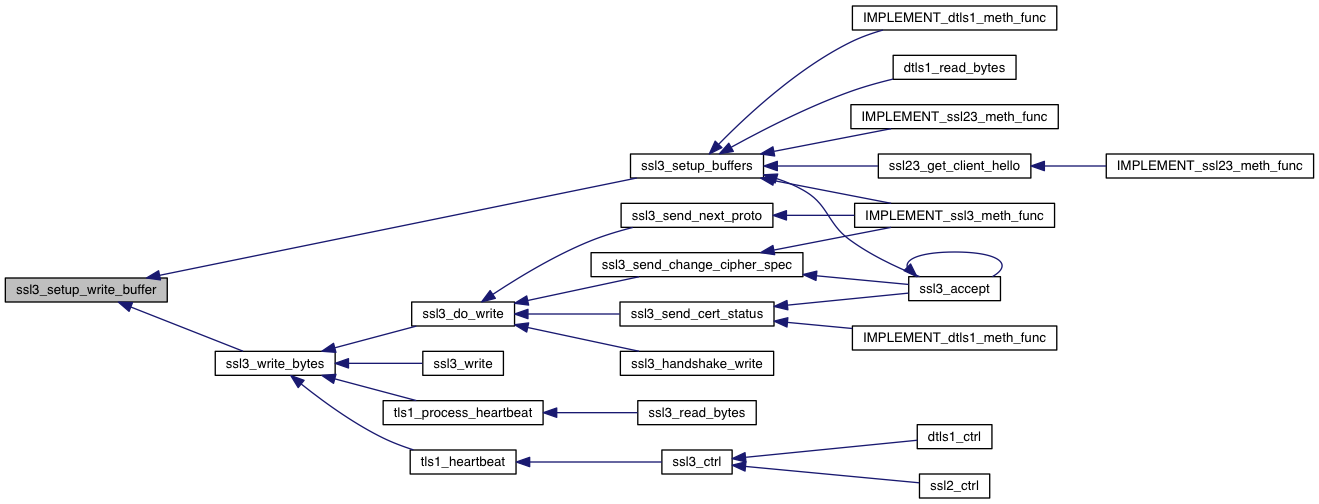 IMPLEMENT_dtls1_meth_func
dtls1_read_bytes
IMPLEMENT_ssl23_meth_func
ssl3_setup_buffers
ssl23_get_client_hello
IMPLEMENT_ssl23_meth_func
ssl3_send_next_proto
IMPLEMENT_ssl3_meth_func
ssl3_send_change_cipher_spec
ssl3_setup_write_buffer
ssl3_accept
ssl3_do_write
ssl3_send_cert_status
IMPLEMENT_dtls1_meth_func
ssl3_write_bytes
ssl3_write
ssl3_handshake_write
tls1_process_heartbeat
ssl3_read_bytes
dtls1_ctrl
tls1_heartbeat
ssl3_ctrl
ssl2_ctrl